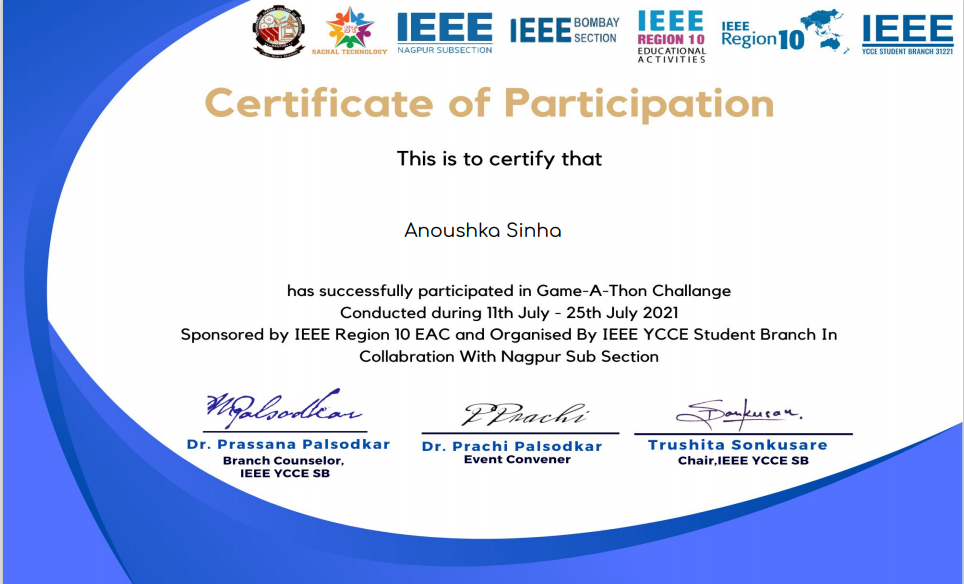 SACHAL TECHNOLOGY
IEEE
NAGPUR SUBSECTION
IEEE BOMBAY SECTION
IEEE
REGION 10
EDUCATIONAL
ACTIVITIES
IEEE
Region 10
IEEE
YCCE STUDENT BRANCH 31221
Certificate of Participation
This is to certify that
Anoushka Sinha
has successfully participated in Game-A-Thon Challange
Conducted during 11th July - 25th July 2021
Sponsored by IEEE Region 10 EAC and Organised By IEEE YCCE Student Branch In
Collabration With Nagpur Sub Section
MPalsodkar
PPrachi
Sonkusare
Dr. Prassana Palsodkar
Branch Counselor,
IEEE YCCE SB
Dr. Prachi Palsodkar
Event Convener
Trushita Sonkusare
Chair,IEEE YCCE SB